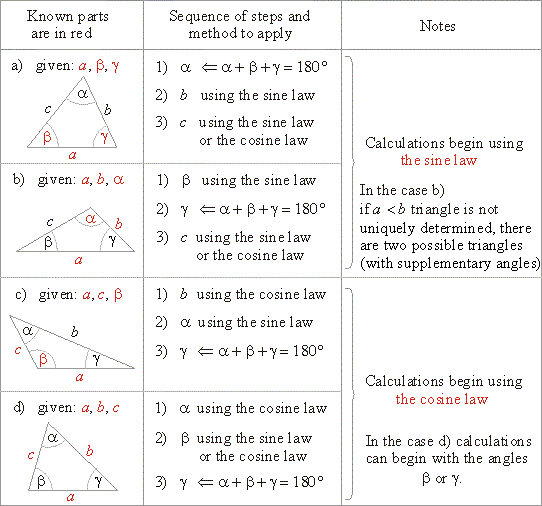 Known parts
are in red
Sequence of steps and
method to apply
Notes
a) given: a, β, γ
α
c
b
β
γ
a
1) α ⇐ α + β + γ = 180°
2) b using the sine law
3) c using the sine law
or the cosine law
b) given: a, b, α
c
α
b
β
γ
a
1) β using the sine law
2) γ ⇐ α + β + γ = 180°
3) c using the sine law
or the cosine law
Calculations begin using
the sine law
In the case b)
if a < b triangle is not
uniquely determined, there
are two possible triangles
(with supplementary angles)
c) given: a, c, β
α
b
c
β
γ
a
1) b using the cosine law
2) α using the sine law
3) γ ⇐ α + β + γ = 180°
d) given: a, b, c
α
c
b
β
γ
a
1) α using the cosine law
2) β using the sine law
or the cosine law
3) γ ⇐ α + β + γ = 180°
Calculations begin using
the cosine law
In the case d) calculations
can begin with the angles
β or γ.